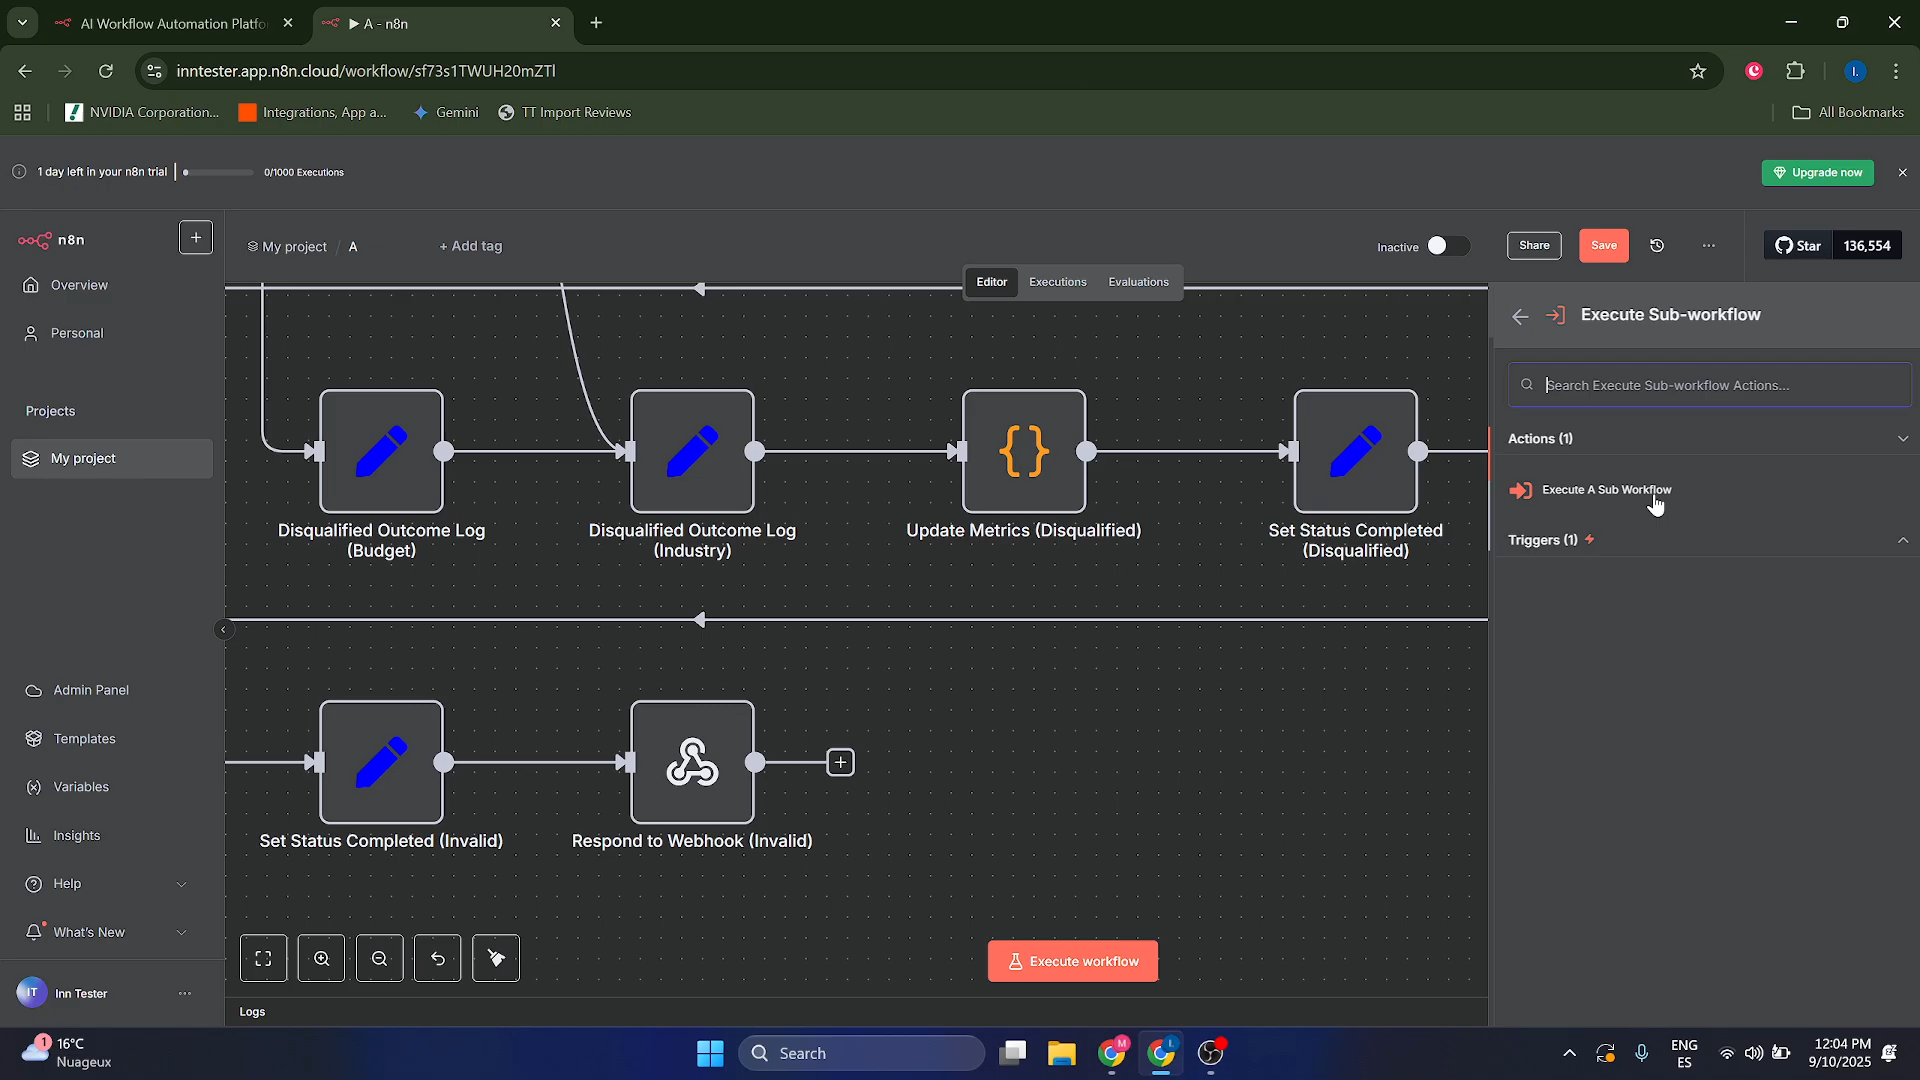 AI Workflow Automation Platfo
▶ A - n8n
inntester.app.n8n.cloud/workflow/sf73s1TWUH20mZTl
NVIDIA Corporation...
Integrations, App a...
Gemini
TT Import Reviews
All Bookmarks
1 day left in your n8n trial
0/1000 Executions
Upgrade now
n8n
My project / A
+ Add tag
Inactive
Share
Save
Star
136,554
Editor
Executions
Evaluations
Overview
Personal
Projects
My project
Admin Panel
Templates
Variables
Insights
Help
What's New
IT
Inn Tester
Disqualified Outcome Log
(Budget)
Disqualified Outcome Log
(Industry)
Update Metrics (Disqualified)
Set Status Completed
(Disqualified)
Set Status Completed (Invalid)
Respond to Webhook (Invalid)
Execute workflow
Logs
Execute Sub-workflow
Search Execute Sub-workflow Actions...
Actions (1)
Execute A Sub Workflow
Triggers (1)
1
16°C
Nuageux
Search
M
I.
ENG
ES
12:04 PM
9/10/2025